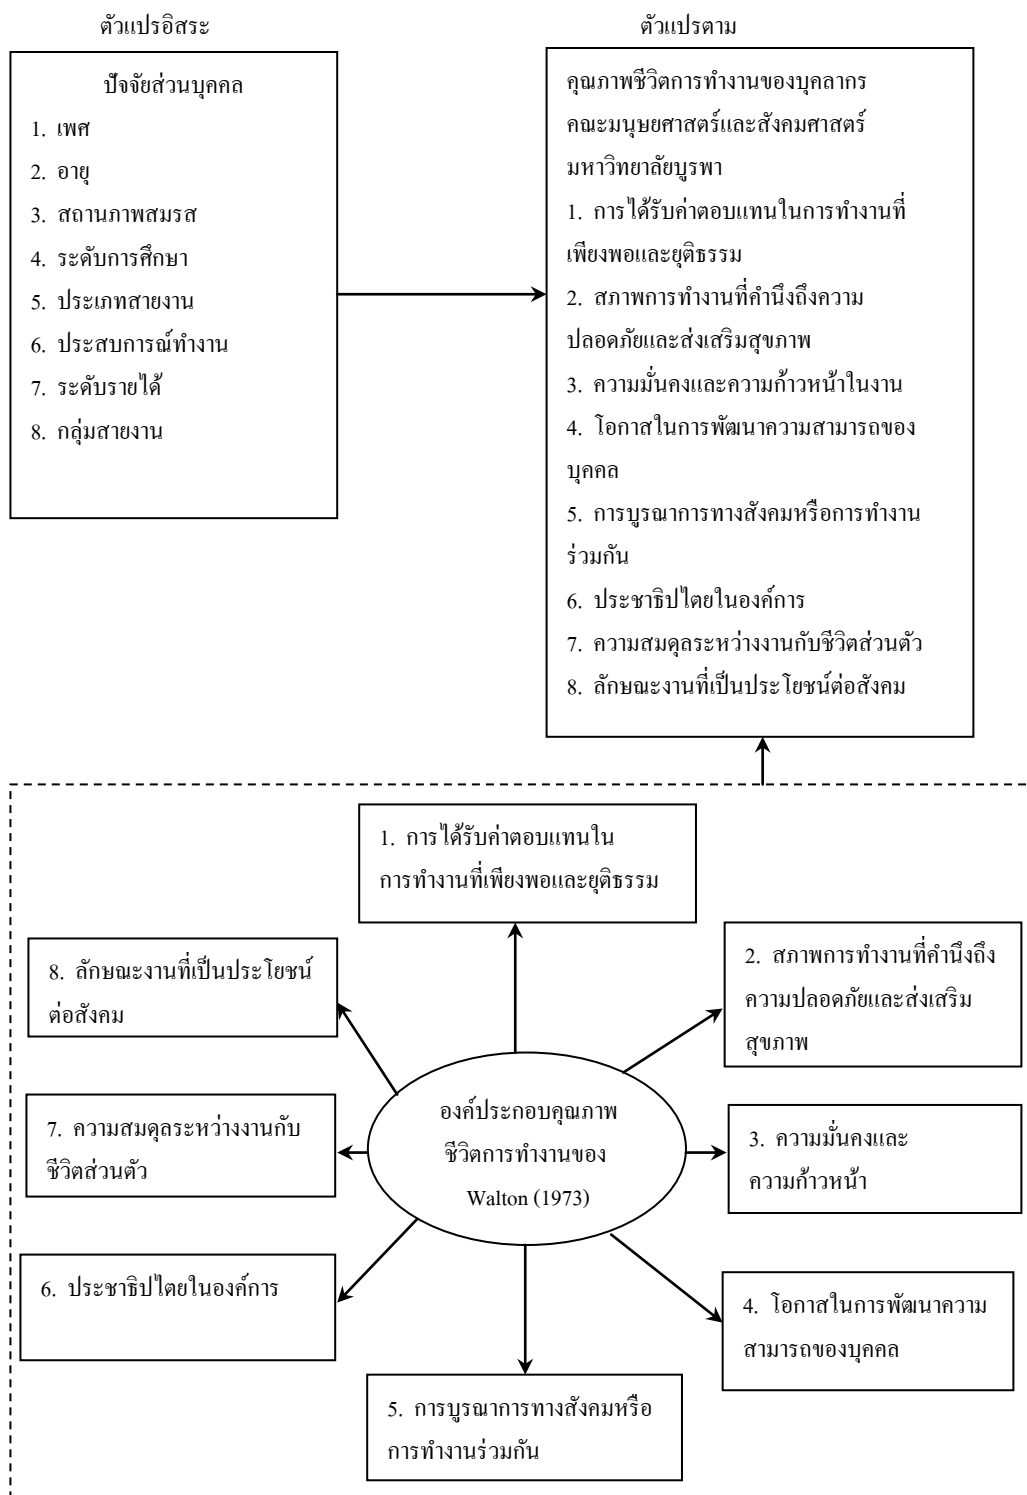 ตัวแปรอิสระ
ปัจจัยส่วนบุคคล
1. เพศ
2. อายุ
3. สถานภาพสมรส
4. ระดับการศึกษา
5. ประเภทสายงาน
6. ประสบการณ์ทำงาน
7. ระดับรายได้
8. กลุ่มสายงาน
ตัวแปรตาม
คุณภาพชีวิตการทำงานของบุคลากร
คณะมนุษยศาสตร์และสังคมศาสตร์
มหาวิทยาลัยบูรพา
1. การได้รับค่าตอบแทนในการทำงานที่
เพียงพอและยุติธรรม
2. สภาพการทำงานที่คำนึงถึงความ
ปลอดภัยและส่งเสริมสุขภาพ
3. ความมั่นคงและความก้าวหน้าในงาน
4. โอกาสในการพัฒนาความสามารถของ
บุคคล
5. การบูรณาการทางสังคมหรือการทำงาน
ร่วมกัน
6. ประชาธิปไตยในองค์การ
7. ความสมดุลระหว่างงานกับชีวิตส่วนตัว
8. ลักษณะงานที่เป็นประโยชน์ต่อสังคม
1. การได้รับค่าตอบแทนใน
การทำงานที่เพียงพอและยุติธรรม
2. สภาพการทำงานที่คำนึงถึง
ความปลอดภัยและส่งเสริม
สุขภาพ
3. ความมั่นคงและ
ความก้าวหน้า
4. โอกาสในการพัฒนาความ
สามารถของบุคคล
5. การบูรณาการทางสังคมหรือ
การทำงานร่วมกัน
6. ประชาธิปไตยในองค์การ
7. ความสมดุลระหว่างงานกับ
ชีวิตส่วนตัว
8. ลักษณะงานที่เป็นประโยชน์
ต่อสังคม
องค์ประกอบคุณภาพ
ชีวิตการทำงานของ
Walton (1973)